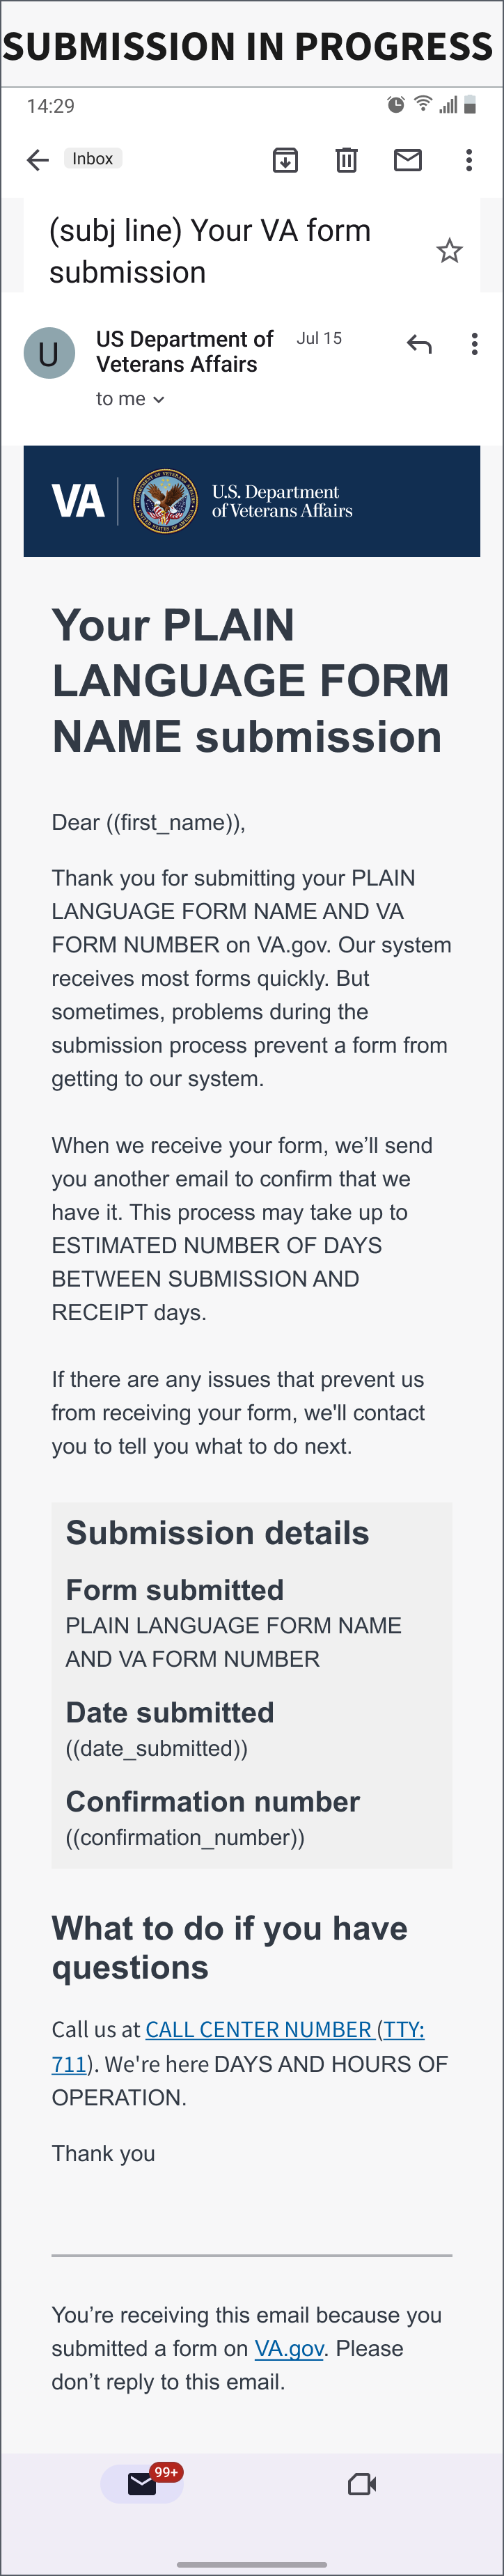 SUBMISSION IN PROGRESS
14:29
Inbox
(subj line) Your VA form
submission
U
US Department of
Veterans Affairs
Jul 15
to me
VA
U.S. Department
of Veterans Affairs
Your PLAIN
LANGUAGE FORM
NAME submission
Dear ((first_name)),
Thank you for submitting your PLAIN
LANGUAGE FORM NAME AND VA
FORM NUMBER on VA.gov. Our system
receives most forms quickly. But
sometimes, problems during the
submission process prevent a form from
getting to our system.
When we receive your form, we’ll send
you another email to confirm that we
have it. This process may take up to
ESTIMATED NUMBER OF DAYS
BETWEEN SUBMISSION AND
RECEIPT days.
If there are any issues that prevent us
from receiving your form, we'll contact
you to tell you what to do next.
Submission details
Form submitted
PLAIN LANGUAGE FORM NAME
AND VA FORM NUMBER
Date submitted
((date_submitted))
Confirmation number
((confirmation_number))
What to do if you have
questions
Call us at CALL CENTER NUMBER (TTY:
711). We're here DAYS AND HOURS OF
OPERATION.
Thank you
You’re receiving this email because you
submitted a form on VA.gov. Please
don’t reply to this email.
99+